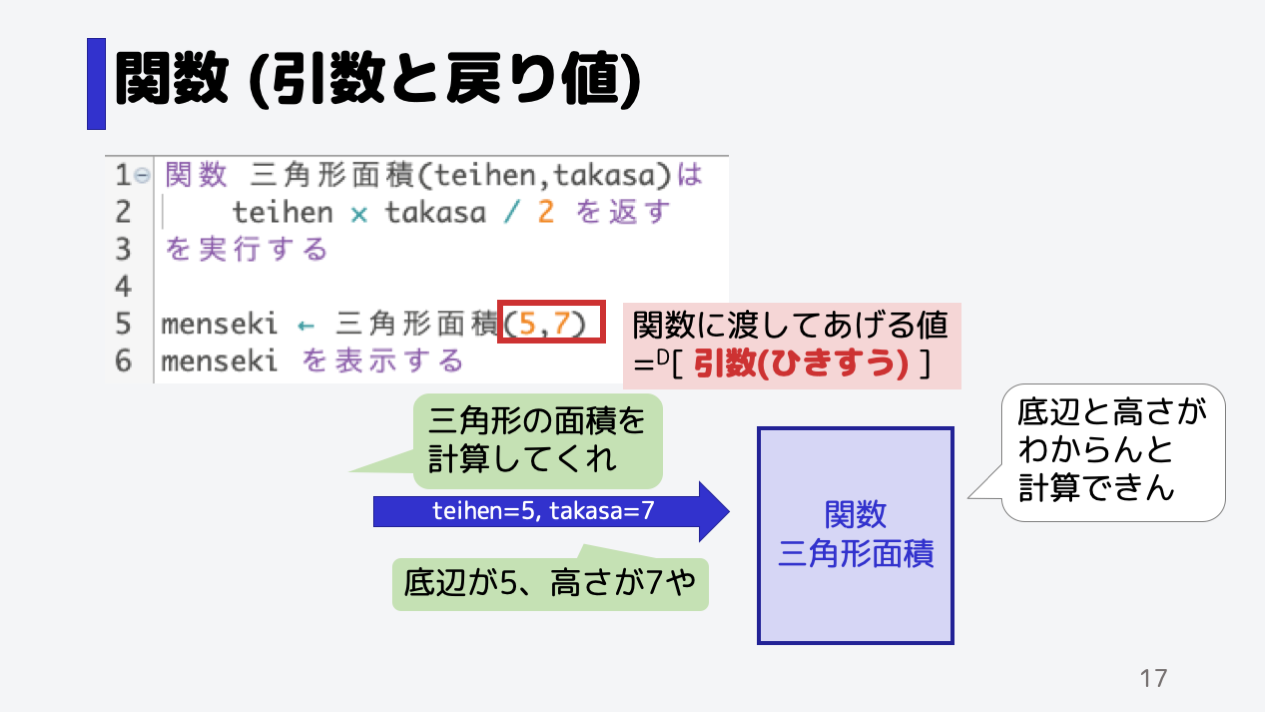 関数 (引数と戻り値)
1 関数 三角形面積(teihen,takasa)は
2 teihen × takasa / 2 を返す
3 を実行する
4
5 menseki ← 三角形面積(5,7)
6 menseki を表示する
関数に渡してあげる値
=D[ 引数(ひきすう) ]
三角形の面積を
計算してくれ
teihen=5, takasa=7
底辺が5、高さが7や
関数
三角形面積
底辺と高さが
わからんと
計算できん
17